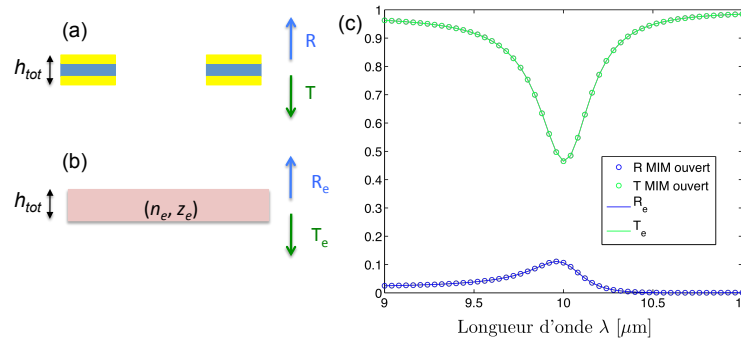 (a)
h_tot
R
T
(b)
h_tot
(n_e, z_e)
R_e
T_e
(c)
1
0.9
0.8
0.7
0.6
0.5
0.4
0.3
0.2
0.1
0
9
9.5
10
10.5
R MIM ouvert
T MIM ouvert
R_e
T_e
Longueur d'onde λ [μm]